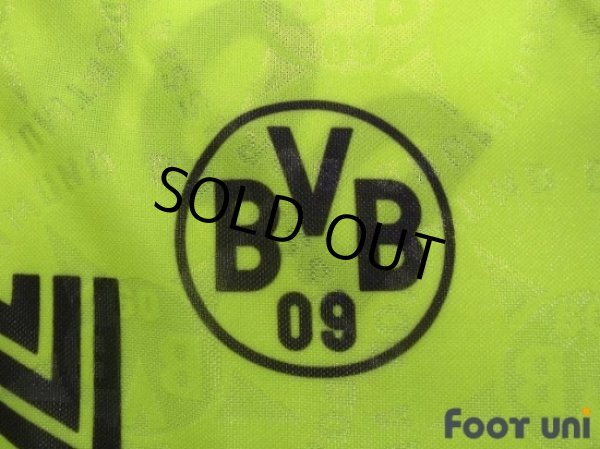 BVB
09
SOLD OUT
Foot uni